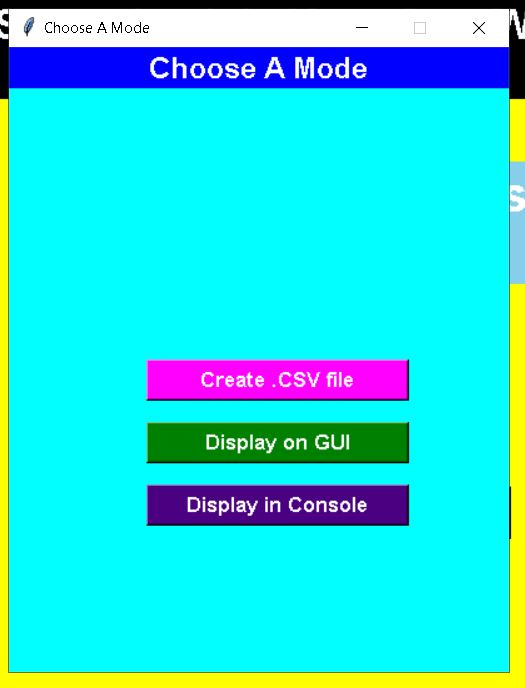 Choose A Mode
Choose A Mode
Create .CSV file
Display on GUI
Display in Console